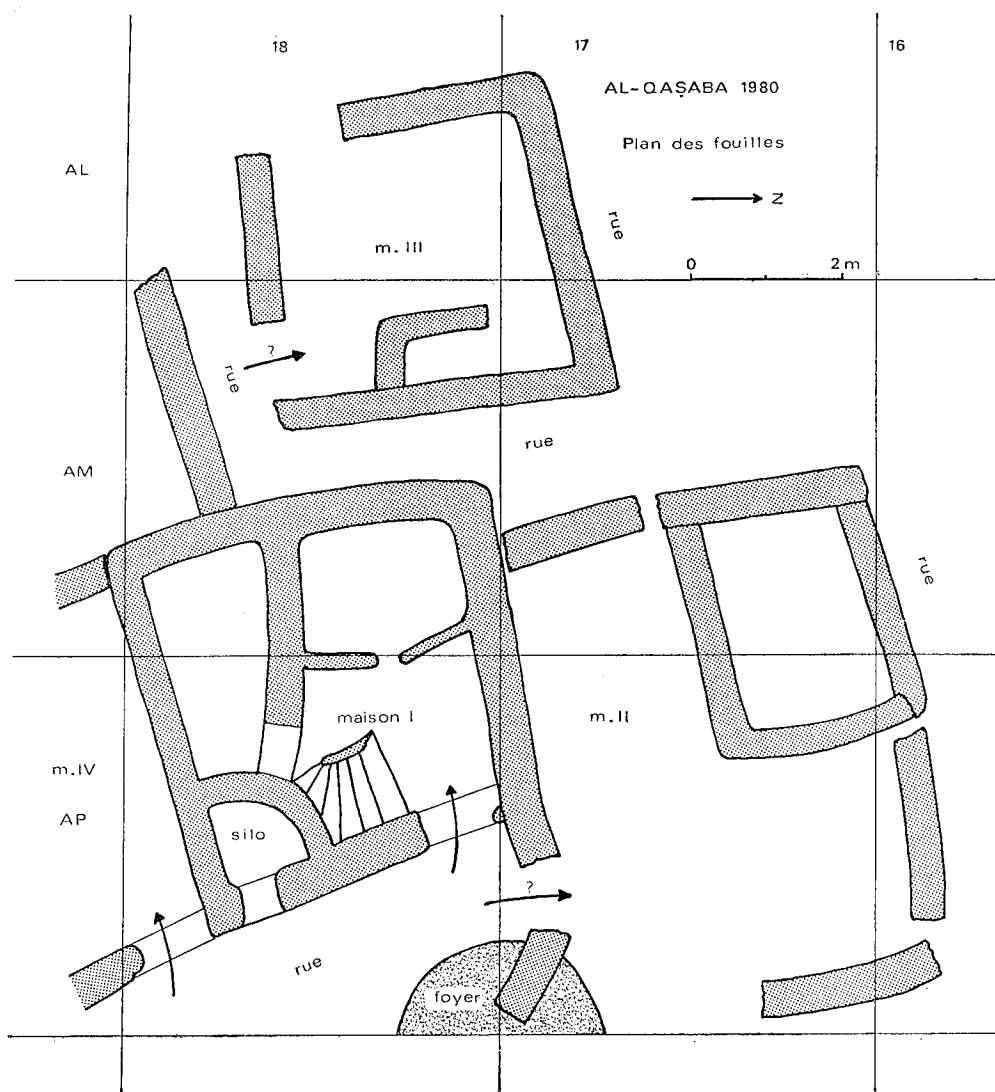 18
17
16
AL-QAṢABA 1980
Plan des fouilles
AL
N
rue
m. III
0 2 m
?
rue
rue
AM
rue
maison I
m. II
m. IV
AP
silo
?
rue
foyer